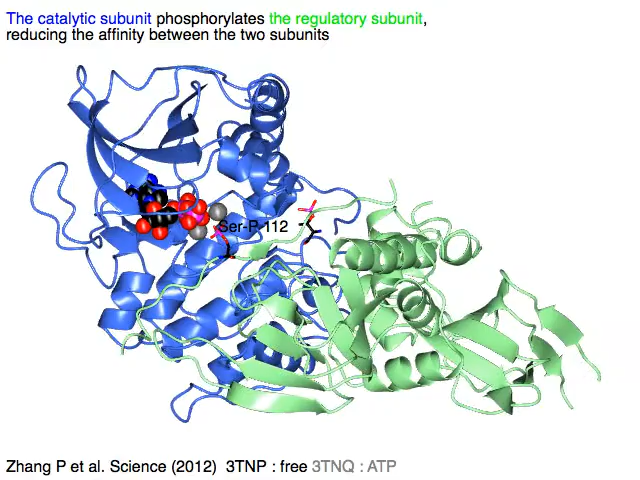 The catalytic subunit phosphorylates the regulatory subunit,
reducing the affinity between the two subunits
Ser-P-112
Zhang P et al. Science (2012) 3TNP : free 3TNQ : ATP